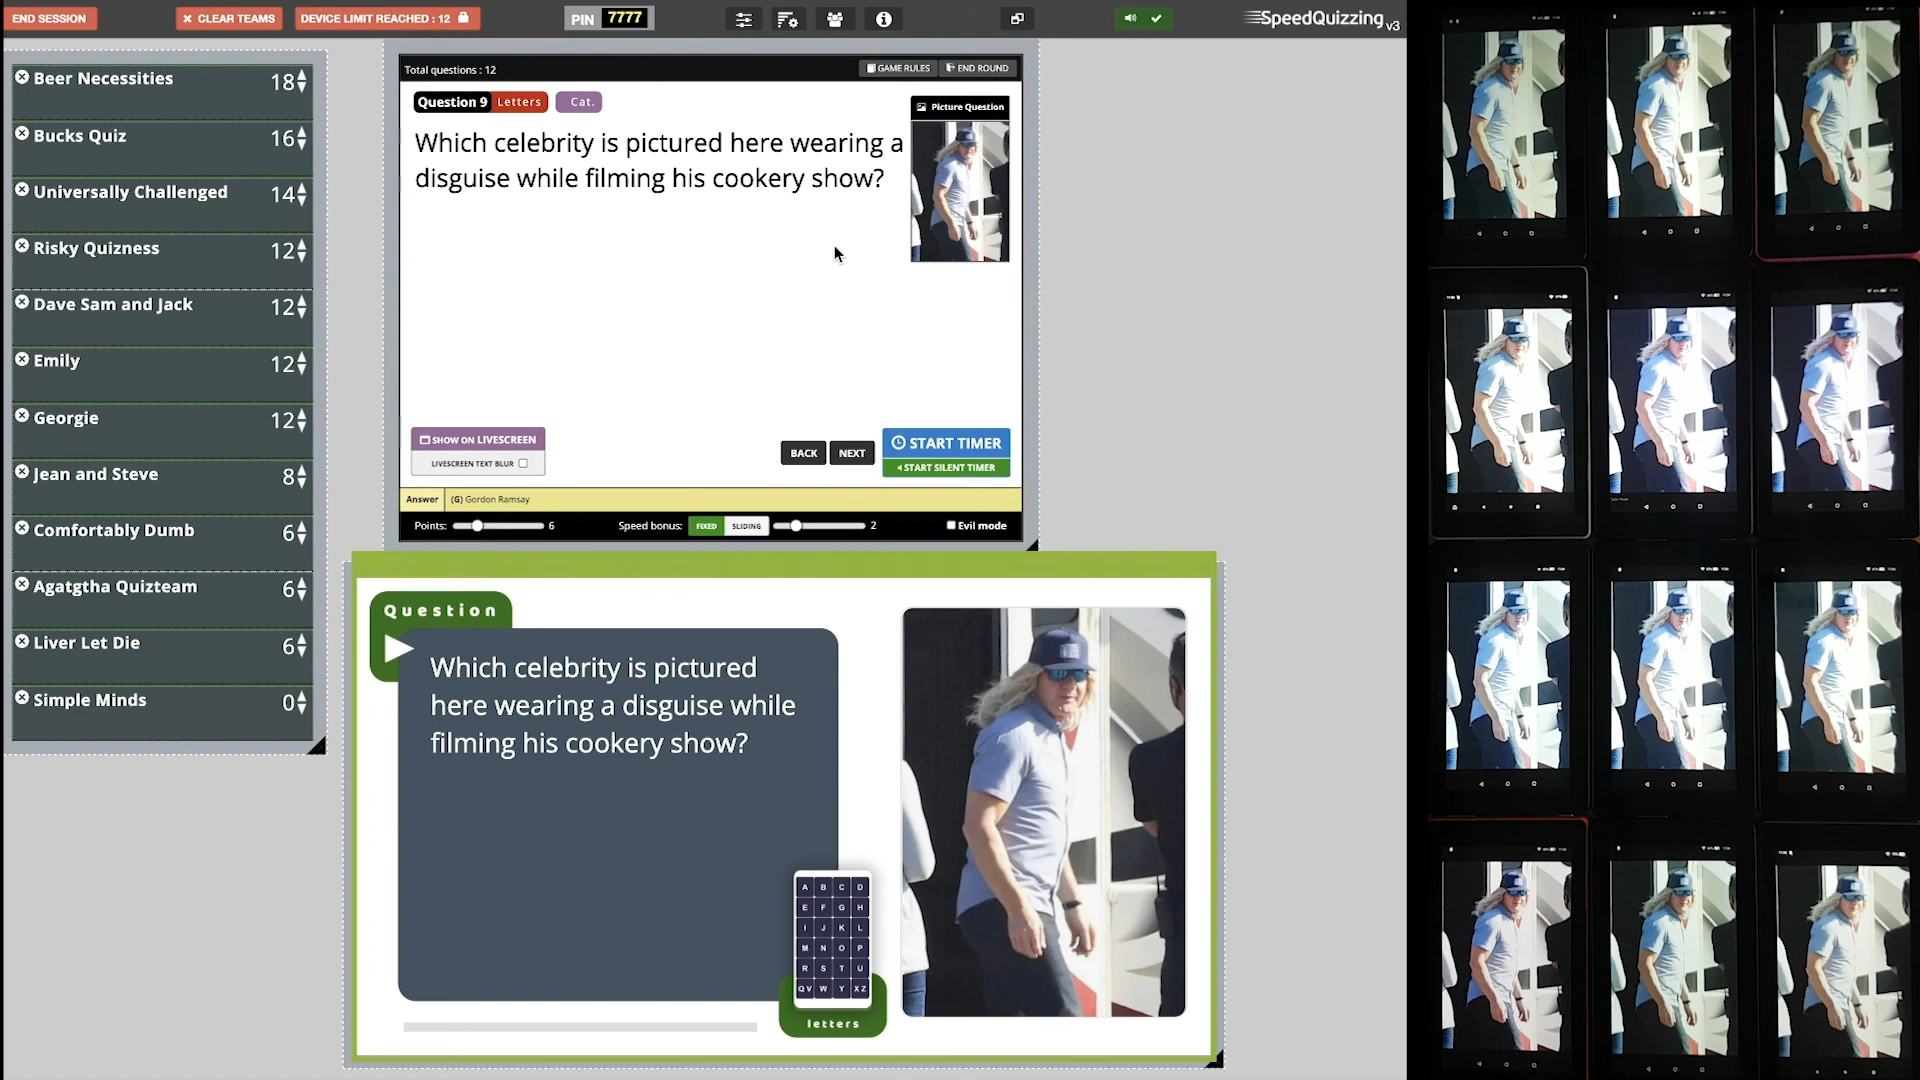 END SESSION
CLEAR TEAMS
DEVICE LIMIT REACHED : 12
PIN 7777
SpeedQuizzing v3
Beer Necessities 18
Bucks Quiz 16
Universally Challenged 14
Risky Quizness 12
Dave Sam and Jack 12
Emily 12
Georgie 12
Jean and Steve 8
Comfortably Dumb 6
Agatgtha Quizteam 6
Liver Let Die 6
Simple Minds 0
Total questions : 12
GAME RULES
END ROUND
Question 9 Letters
Cat.
Picture Question
Which celebrity is pictured here wearing a
disguise while filming his cookery show?
SHOW ON LIVESCREEN
LIVESCREEN TEXT BLUR
BACK
NEXT
START TIMER
START SILENT TIMER
Answer (G) Gordon Ramsay
Points: 6
Speed bonus: FIXED SLIDING 2
Evil mode
Question
Which celebrity is pictured
here wearing a disguise while
filming his cookery show?
A B C D
E F G H
I J K L
M N O P
R S T U
QV W Y XZ
letters